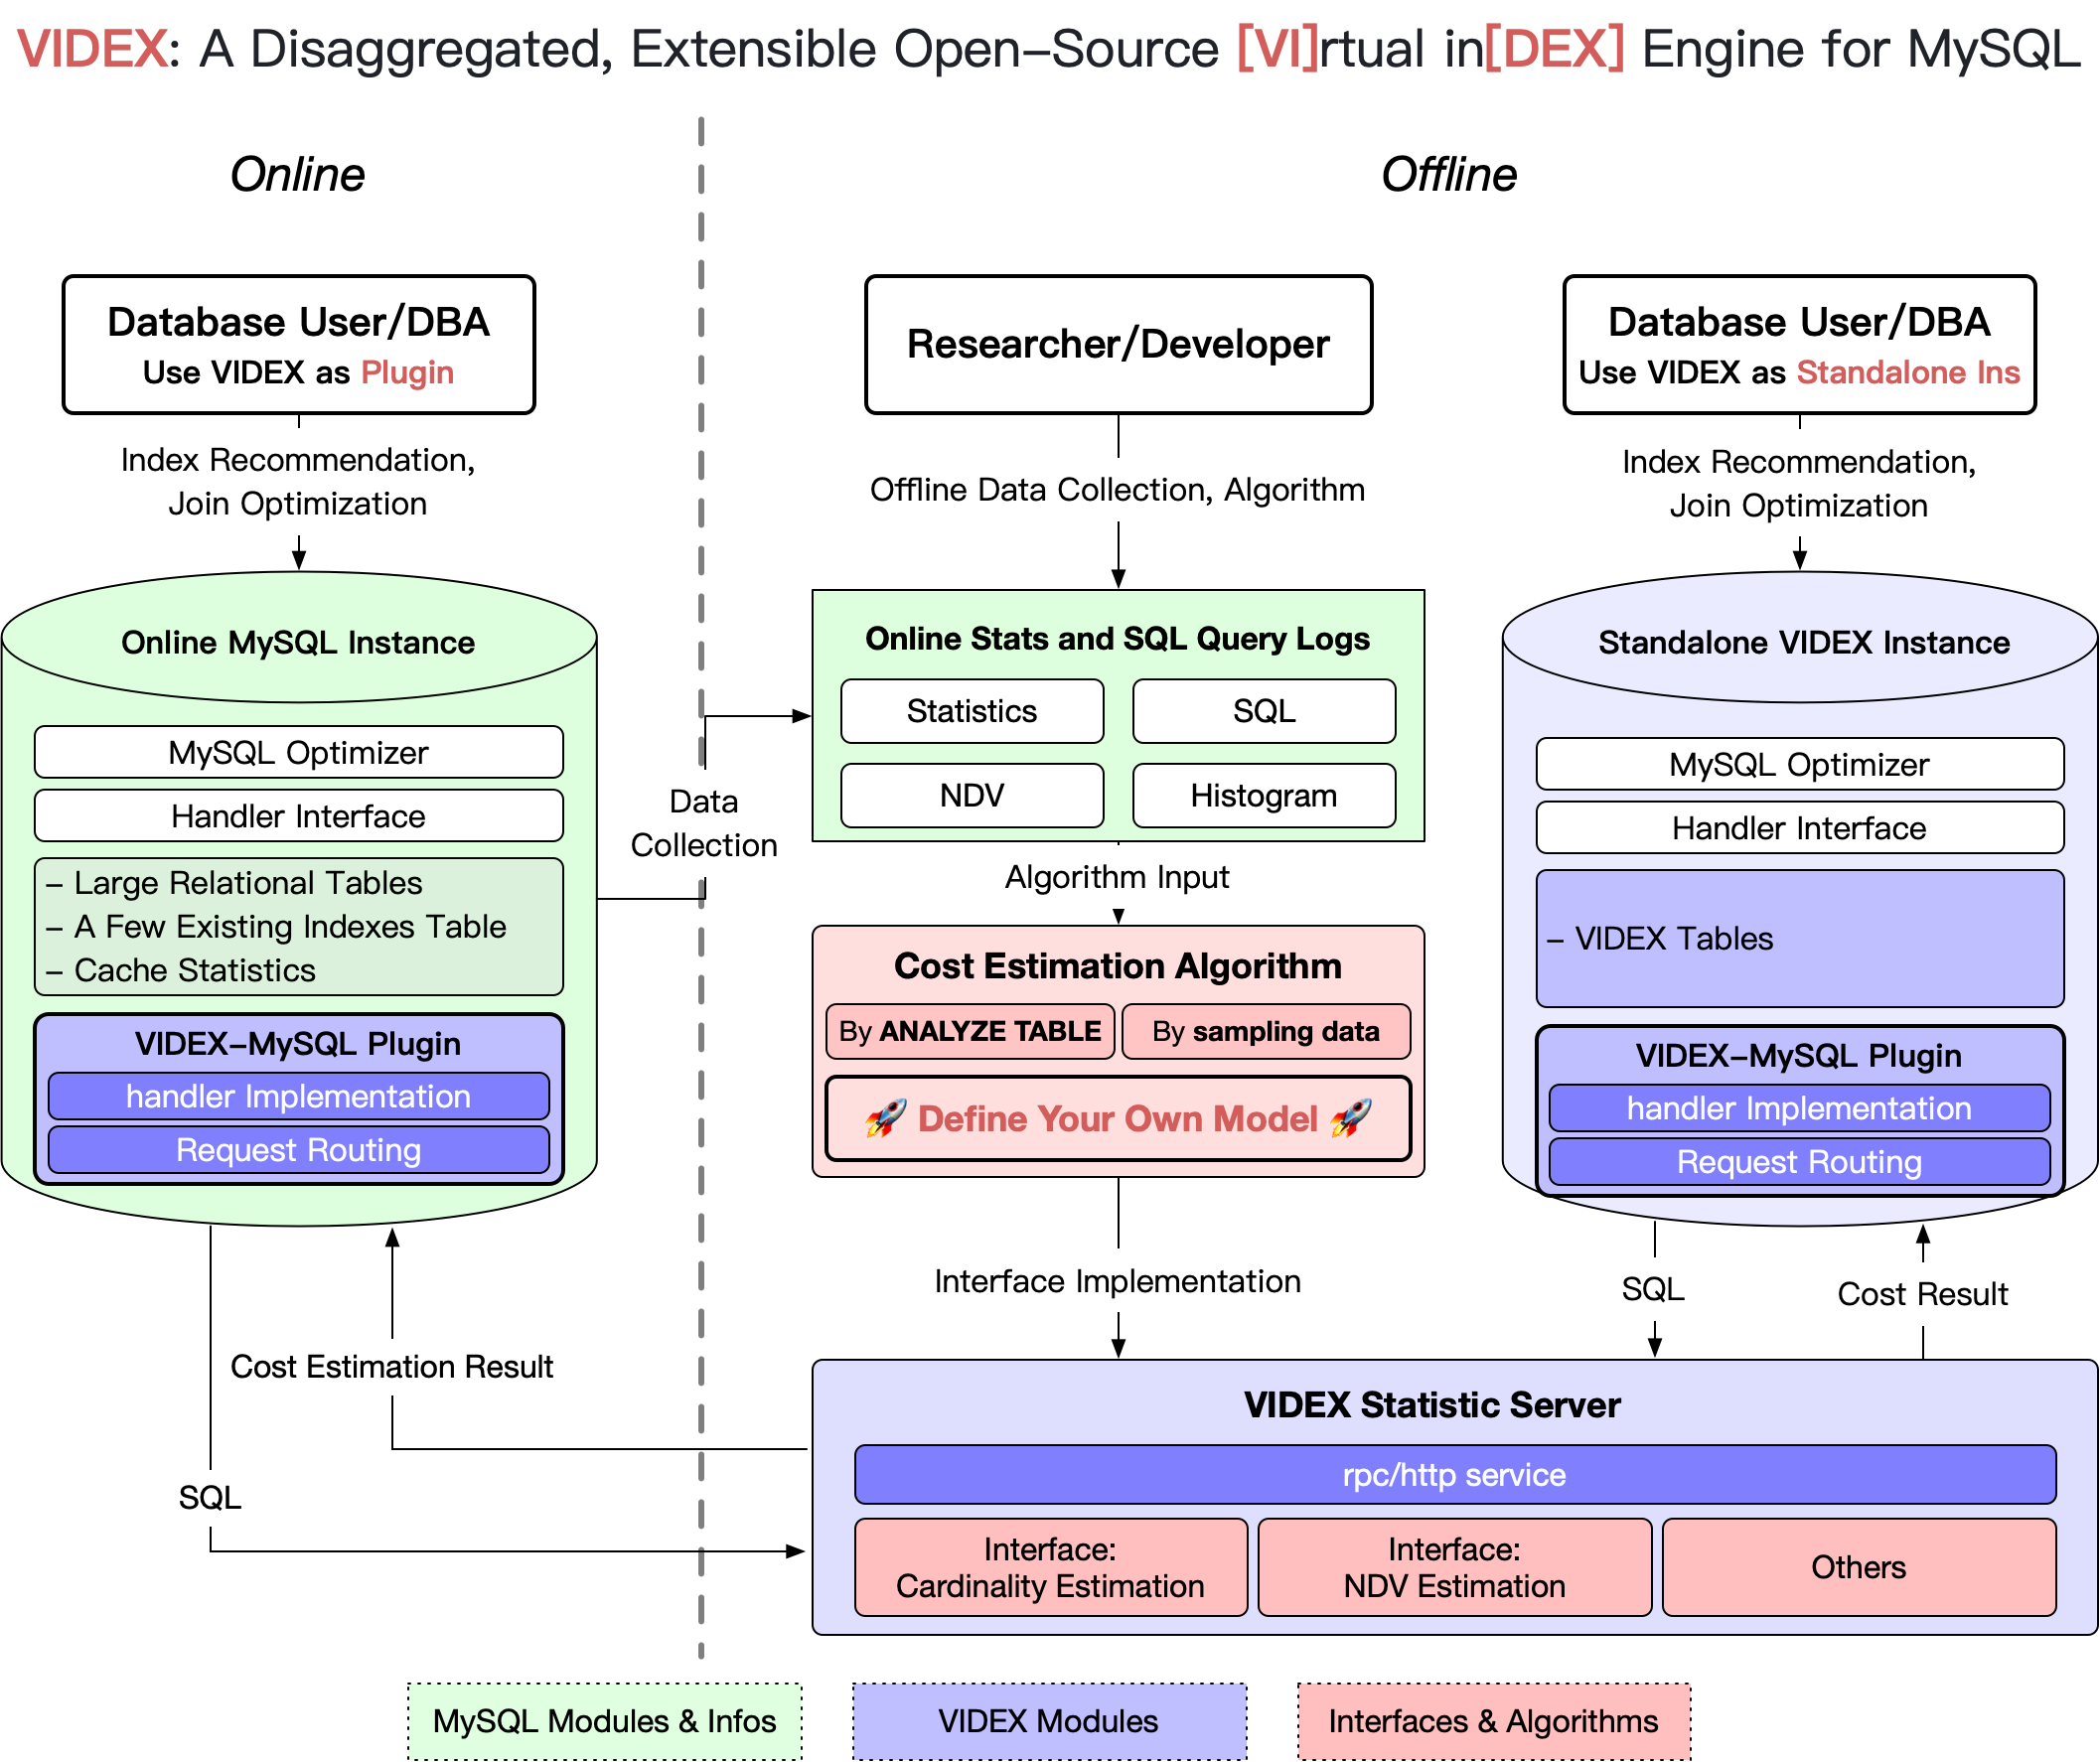 VIDEX: A Disaggregated, Extensible Open–Source [VI]rtual in[DEX] Engine for MySQL
Online
Offline
Database User/DBA
Use VIDEX as Plugin
Researcher/Developer
Database User/DBA
Use VIDEX as Standalone Ins
Index Recommendation,
Join Optimization
Offline Data Collection, Algorithm
Index Recommendation,
Join Optimization
Online MySQL Instance
MySQL Optimizer
Handler Interface
– Large Relational Tables
– A Few Existing Indexes Table
– Cache Statistics
VIDEX–MySQL Plugin
handler Implementation
Request Routing
Data
Collection
Online Stats and SQL Query Logs
Statistics
SQL
NDV
Histogram
Algorithm Input
Cost Estimation Algorithm
By ANALYZE TABLE
By sampling data
🚀 Define Your Own Model 🚀
Interface Implementation
Standalone VIDEX Instance
MySQL Optimizer
Handler Interface
– VIDEX Tables
VIDEX–MySQL Plugin
handler Implementation
Request Routing
SQL
Cost Result
Cost Estimation Result
SQL
VIDEX Statistic Server
rpc/http service
Interface:
Cardinality Estimation
Interface:
NDV Estimation
Others
MySQL Modules & Infos
VIDEX Modules
Interfaces & Algorithms